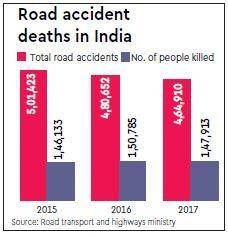 Road accident
deaths in India
Total road accidents No. of people killed
5,01,423
1,46,133
4,80,652
1,50,785
4,64,910
1,47,913
2015 2016 2017
Source: Road transport and highways ministry